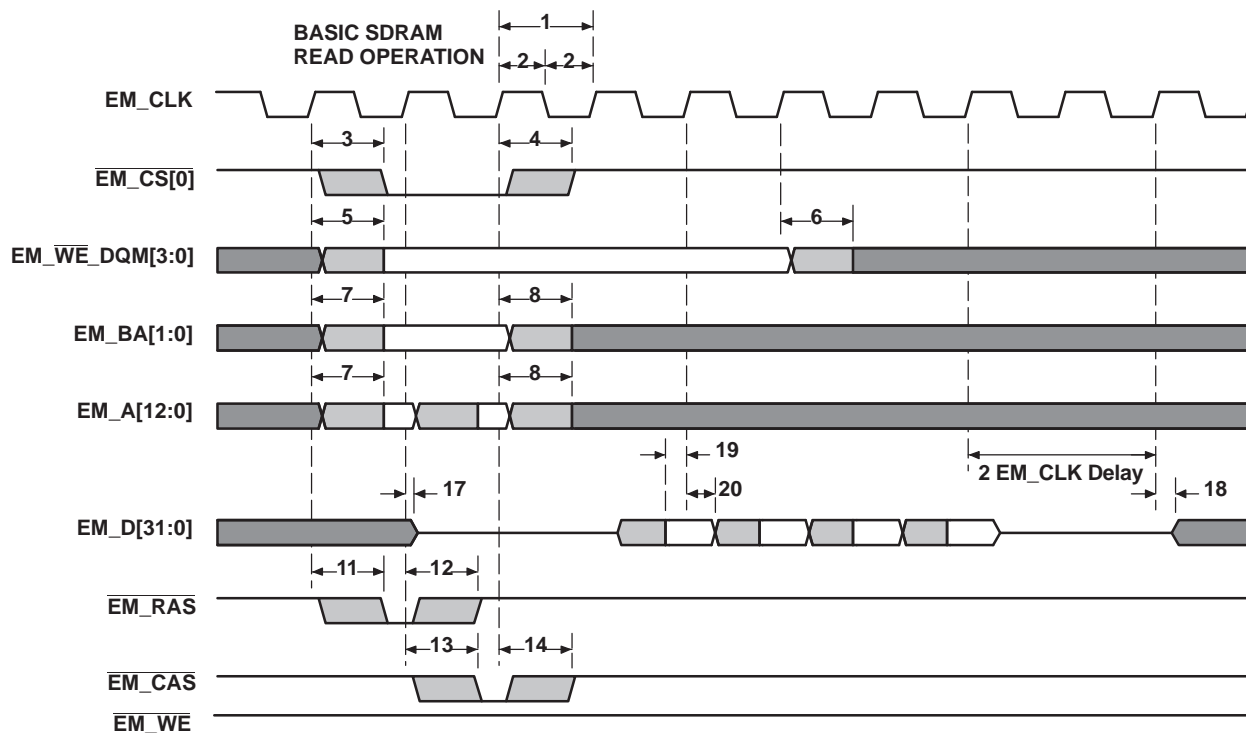 1
BASIC SDRAM
READ OPERATION
2 2
EM_CLK
3 4
EM_CS[0]
5 6
EM_WE_DQM[3:0]
7 8
EM_BA[1:0]
7 8
EM_A[12:0]
19
2 EM_CLK Delay
17 20 18
EM_D[31:0]
11 12
EM_RAS
13 14
EM_CAS
EM_WE